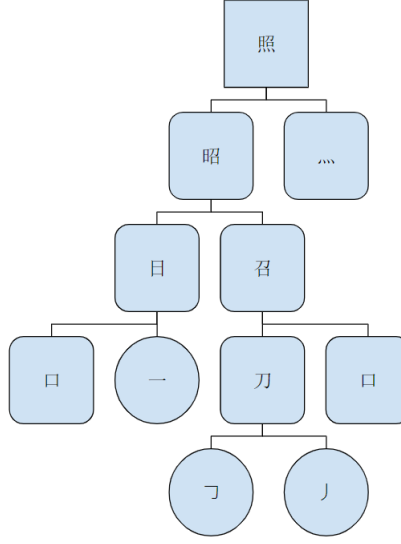 照
昭 灬
日 召
口 一 刀 口
㇆ 丿